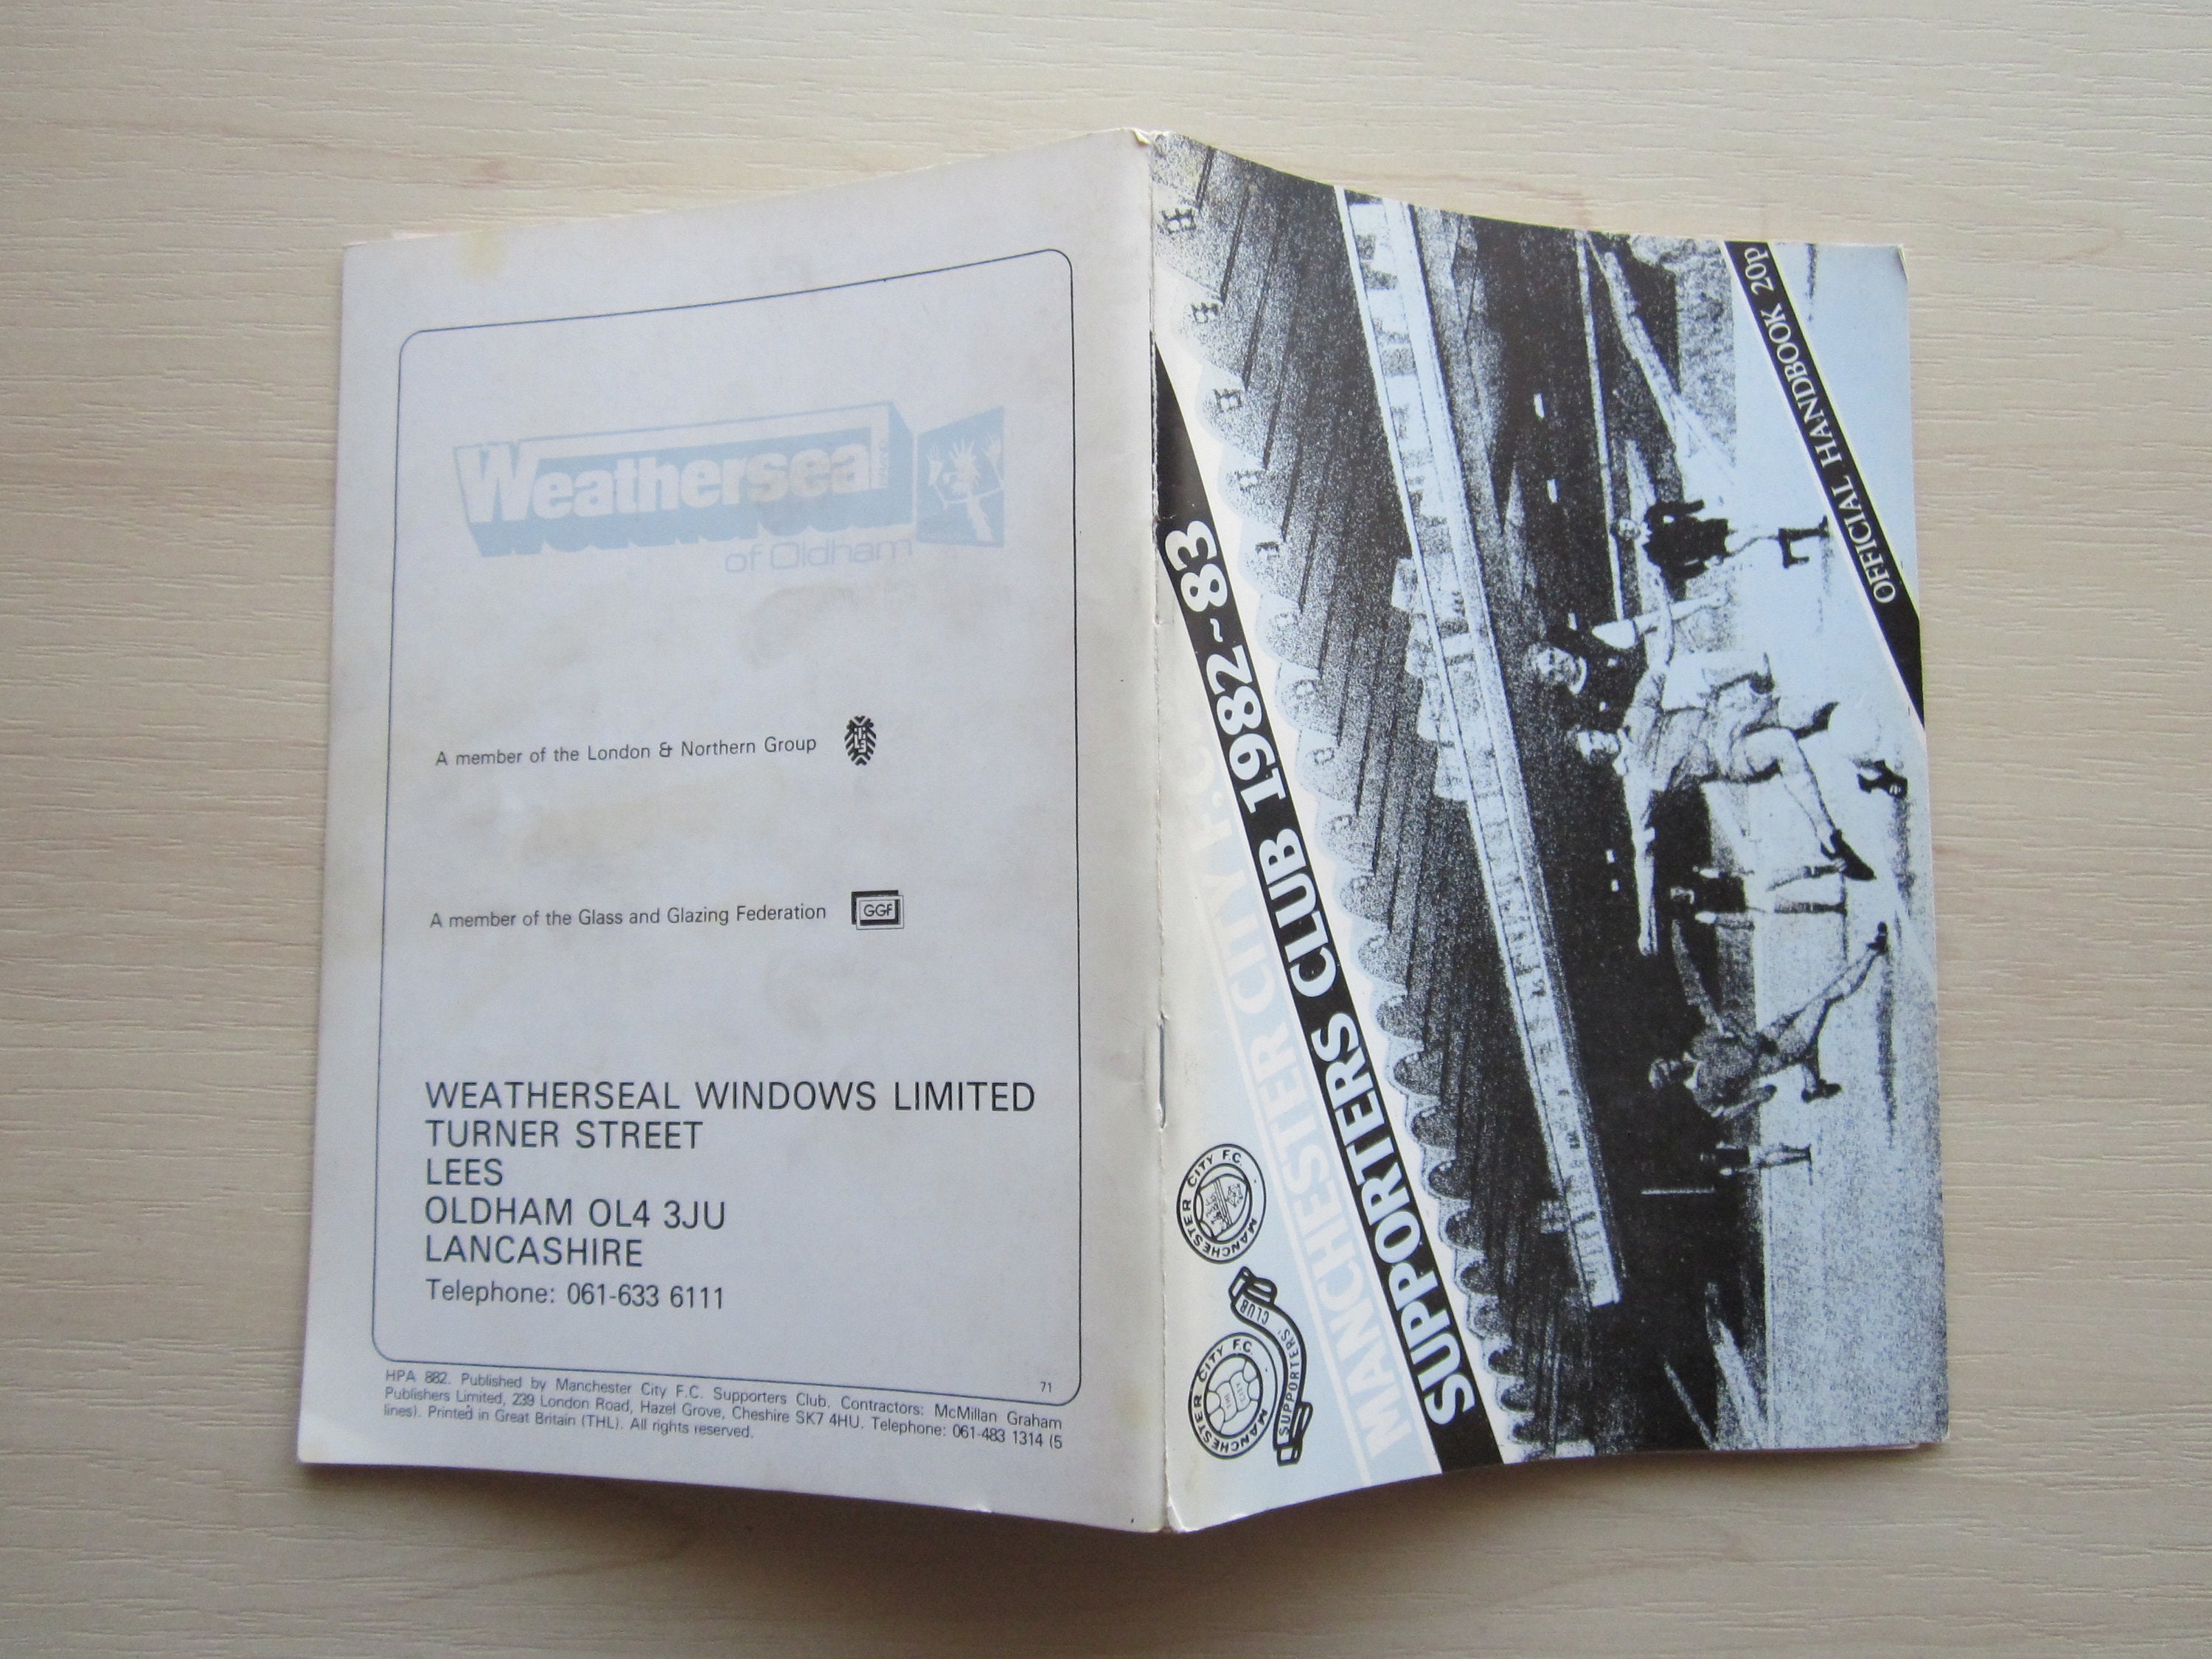 Weatherseal
of Oldham
A member of the London & Northern Group
A member of the Glass and Glazing Federation
GGF
WEATHERSEAL WINDOWS LIMITED
TURNER STREET
LEES
OLDHAM OL4 3JU
LANCASHIRE
Telephone: 061-633 6111
71
HPA 882. Published by Manchester City F.C. Supporters Club. Contractors: McMillan Graham
Publishers Limited, 239 London Road, Hazel Grove, Cheshire SK7 4HU. Telephone: 061-483 1314 (5
lines). Printed in Great Britain (THL). All rights reserved.
MANCHESTER CITY F.C.
SUPPORTERS CLUB 1982~83
MANCHESTER CITY F.C.
SUPPORTERS' CLUB
MANCHESTER CITY F.C.
OFFICIAL HANDBOOK 20p